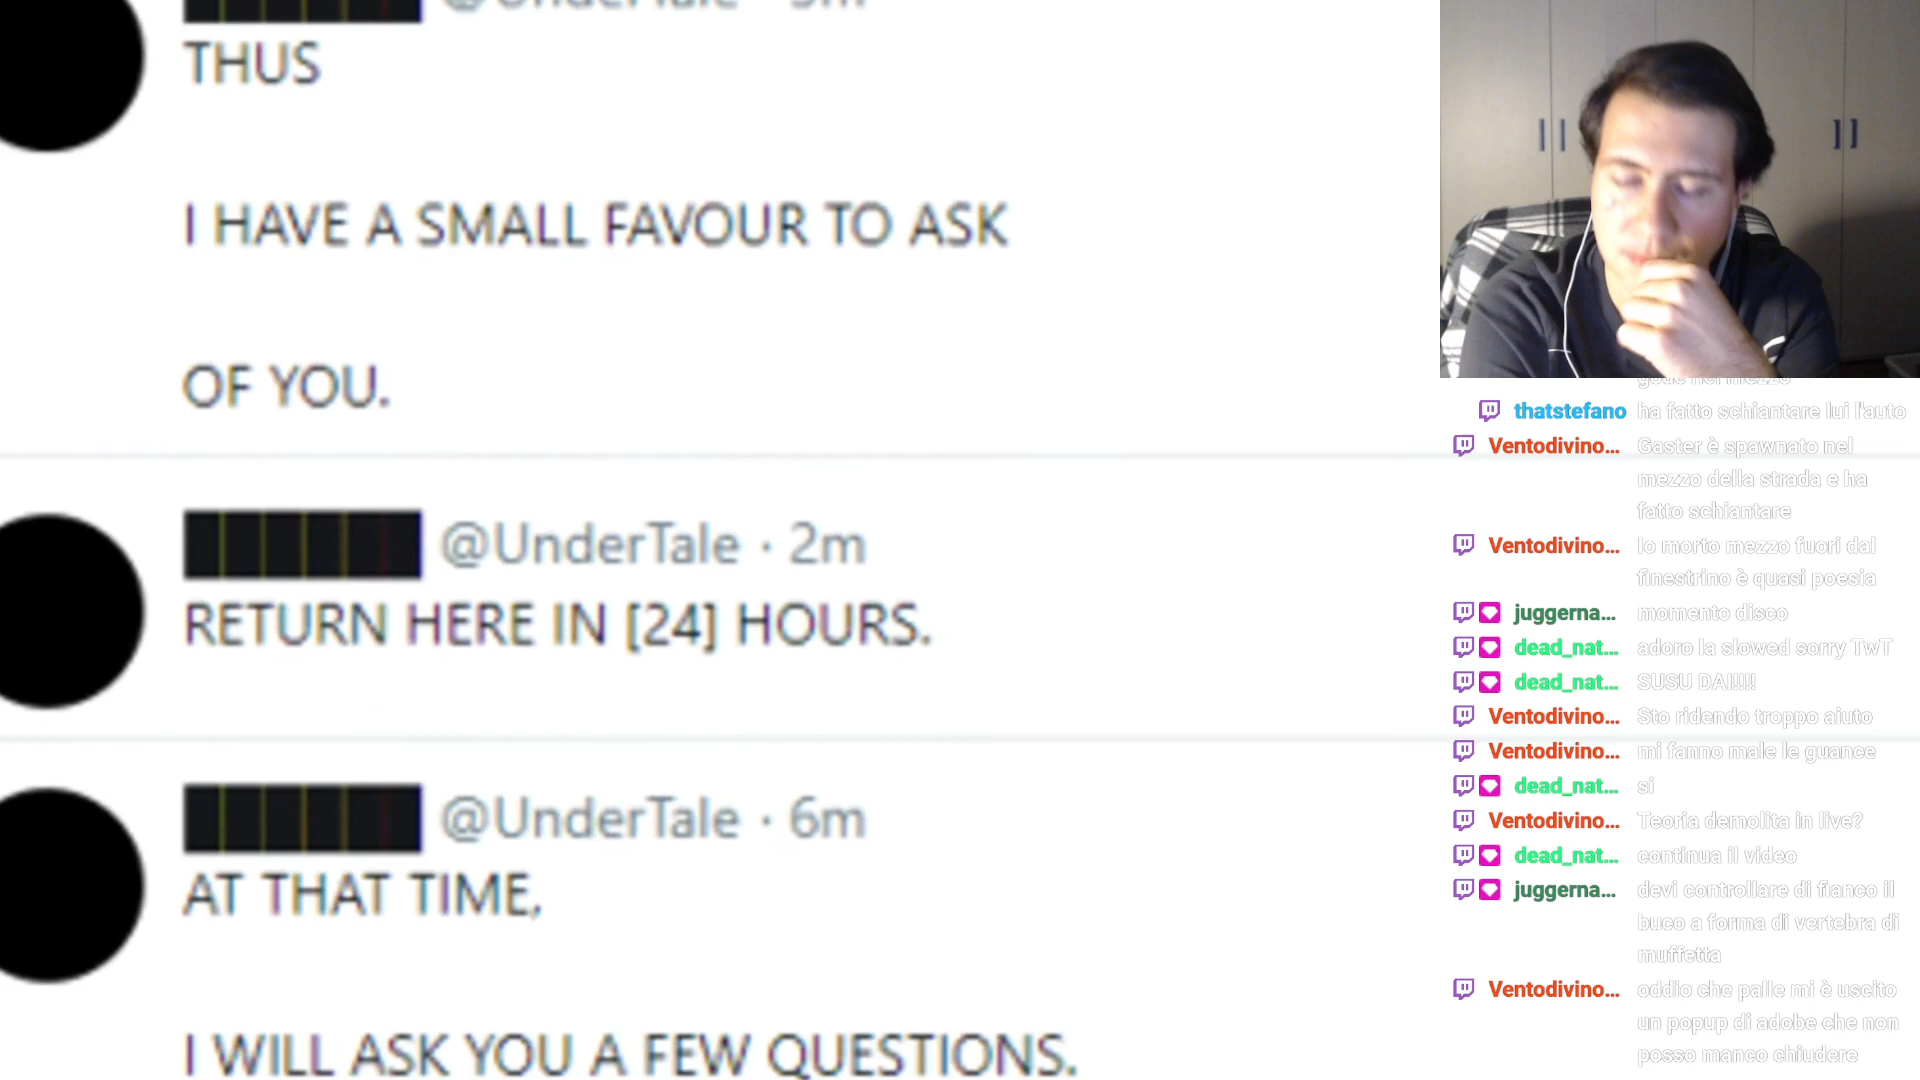 @UnderTale
THUS
I HAVE A SMALL FAVOUR TO ASK
OF YOU.
@UnderTale · 2m
RETURN HERE IN [24] HOURS.
@UnderTale · 6m
AT THAT TIME,
I WILL ASK YOU A FEW QUESTIONS.
thatstefano ha fatto schiantare lui l'auto
Ventodivino... Gaster è spawnato nel
mezzo della strada e ha
fatto schiantare
Ventodivino... lo morto mezzo fuori dal
finestrino è quasi poesia
juggerna... momento disco
dead_nat... adoro la slowed sorry TwT
dead_nat... SUSU DAI!!!!!
Ventodivino... Sto ridendo troppo aiuto
Ventodivino... mi fanno male le guance
dead_nat... si
Ventodivino... Teoria demolita in live?
dead_nat... continua il video
juggerna... devi controllare di fianco il
buco a forma di vertebra di
muffetta
Ventodivino... oddio che palle mi è uscito
un popup di adobe che non
posso manco chiudere